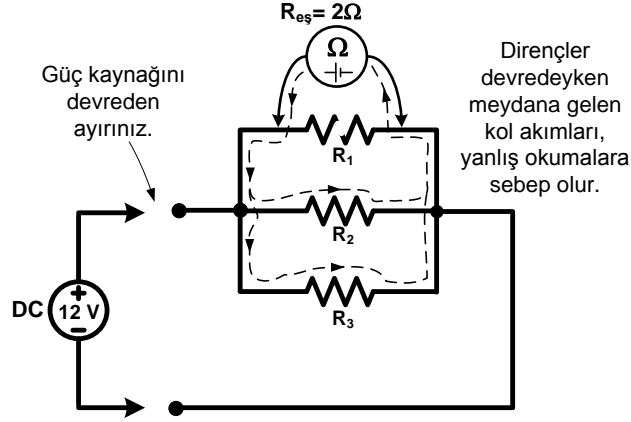 Reş= 2Ω
Ω
Güç kaynağını
devreden
ayırınız.
Dirençler
devredeyken
meydana gelen
kol akımları,
yanlış okumalara
sebep olur.
R1
R2
R3
DC
+
12 V
−